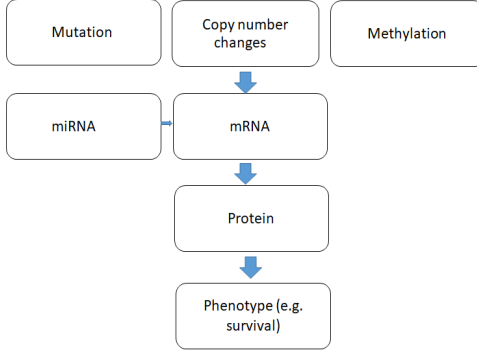 Mutation
Copy number
changes
Methylation
miRNA
mRNA
Protein
Phenotype (e.g.
survival)